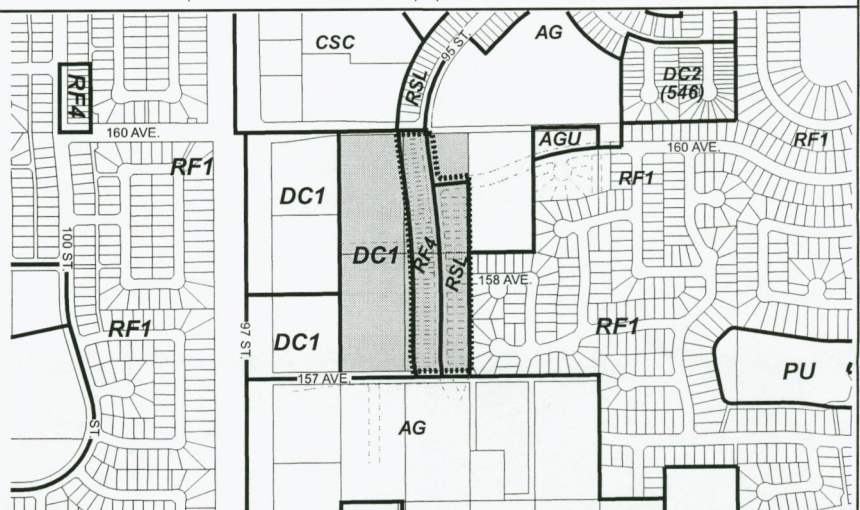 CSC
AG
95 ST.
RSL
DC2
(546)
RF4
160 AVE.
AGU
160 AVE.
RF1
RF1
RF1
DC1
100 ST.
DC1
RF4
RSL
158 AVE.
RF1
RF1
97 ST.
DC1
PU
157 AVE.
AG
ST.